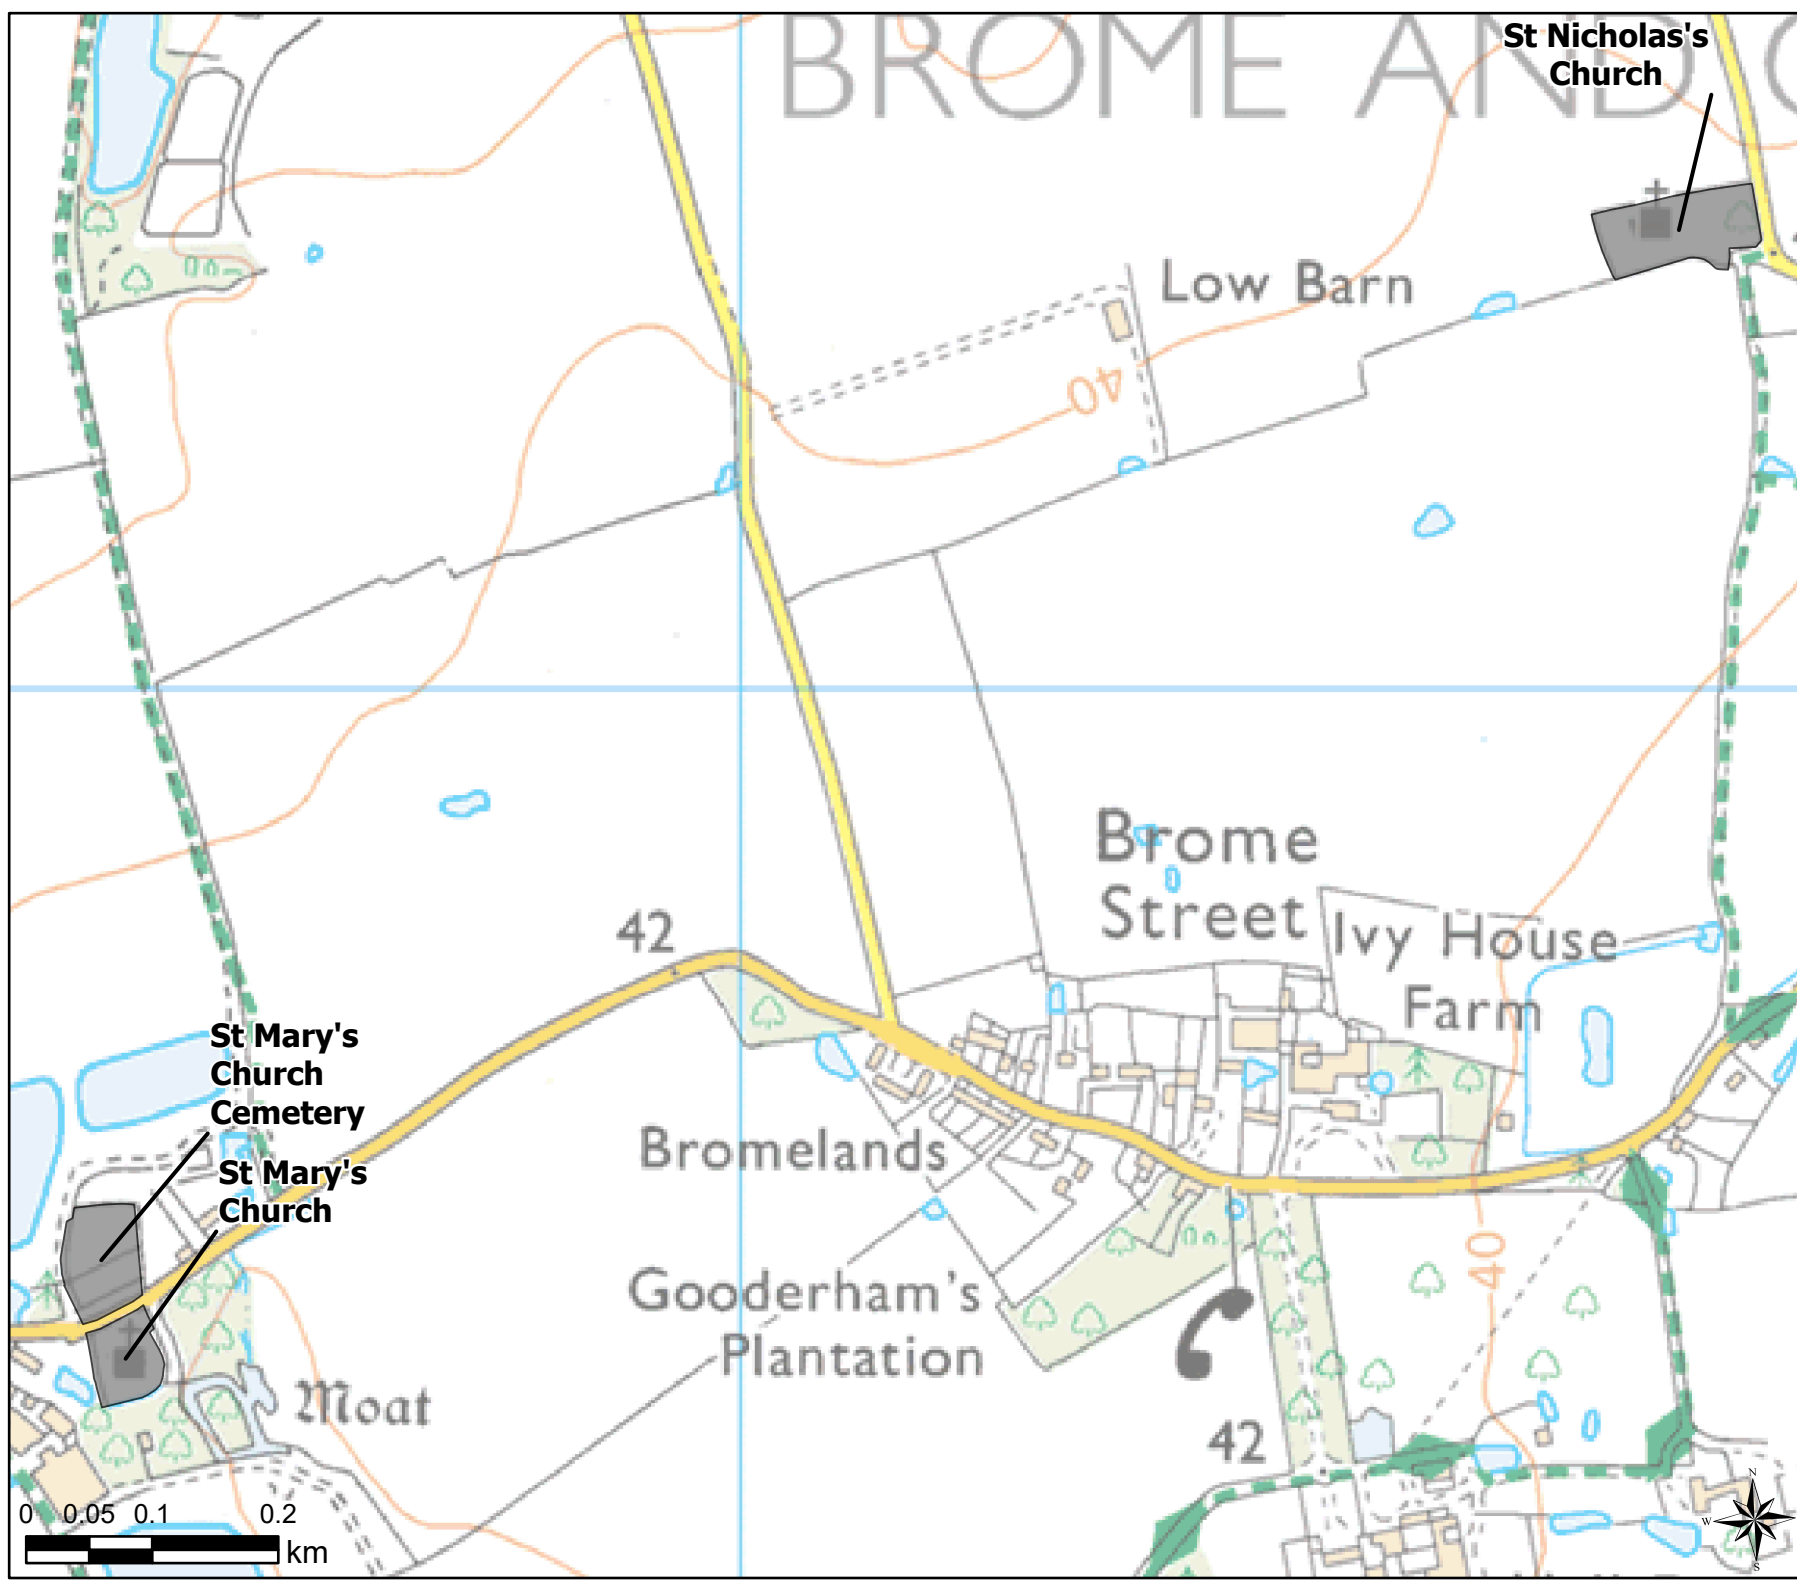 BROME AND
St Nicholas's
Church
Low Barn
40
Brome
Street
Ivy House
Farm
42
St Mary's
Church
Cemetery
St Mary's
Church
Bromelands
Gooderham's
Plantation
40
Moat
42
0 0.05 0.1 0.2
km
N
W
S